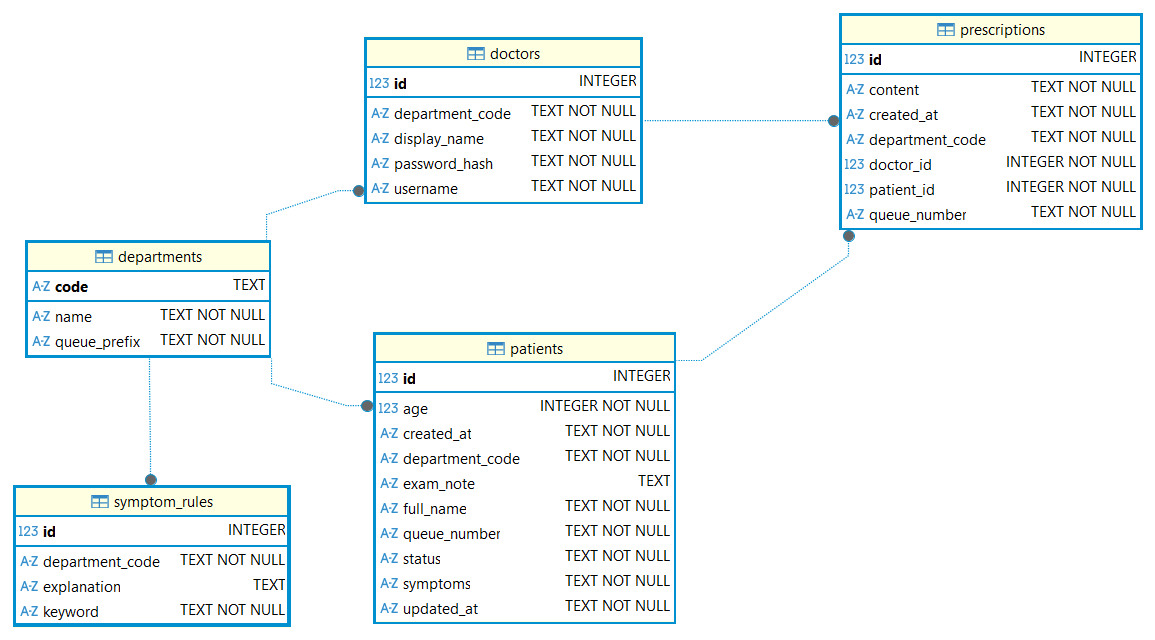 doctors
123 id INTEGER
A-Z department_code TEXT NOT NULL
A-Z display_name TEXT NOT NULL
A-Z password_hash TEXT NOT NULL
A-Z username TEXT NOT NULL
prescriptions
123 id INTEGER
A-Z content TEXT NOT NULL
A-Z created_at TEXT NOT NULL
A-Z department_code TEXT NOT NULL
123 doctor_id INTEGER NOT NULL
123 patient_id INTEGER NOT NULL
A-Z queue_number TEXT NOT NULL
departments
A-Z code TEXT
A-Z name TEXT NOT NULL
A-Z queue_prefix TEXT NOT NULL
patients
123 id INTEGER
123 age INTEGER NOT NULL
A-Z created_at TEXT NOT NULL
A-Z department_code TEXT NOT NULL
A-Z exam_note TEXT
A-Z full_name TEXT NOT NULL
A-Z queue_number TEXT NOT NULL
A-Z status TEXT NOT NULL
A-Z symptoms TEXT NOT NULL
A-Z updated_at TEXT NOT NULL
symptom_rules
123 id INTEGER
A-Z department_code TEXT NOT NULL
A-Z explanation TEXT
A-Z keyword TEXT NOT NULL